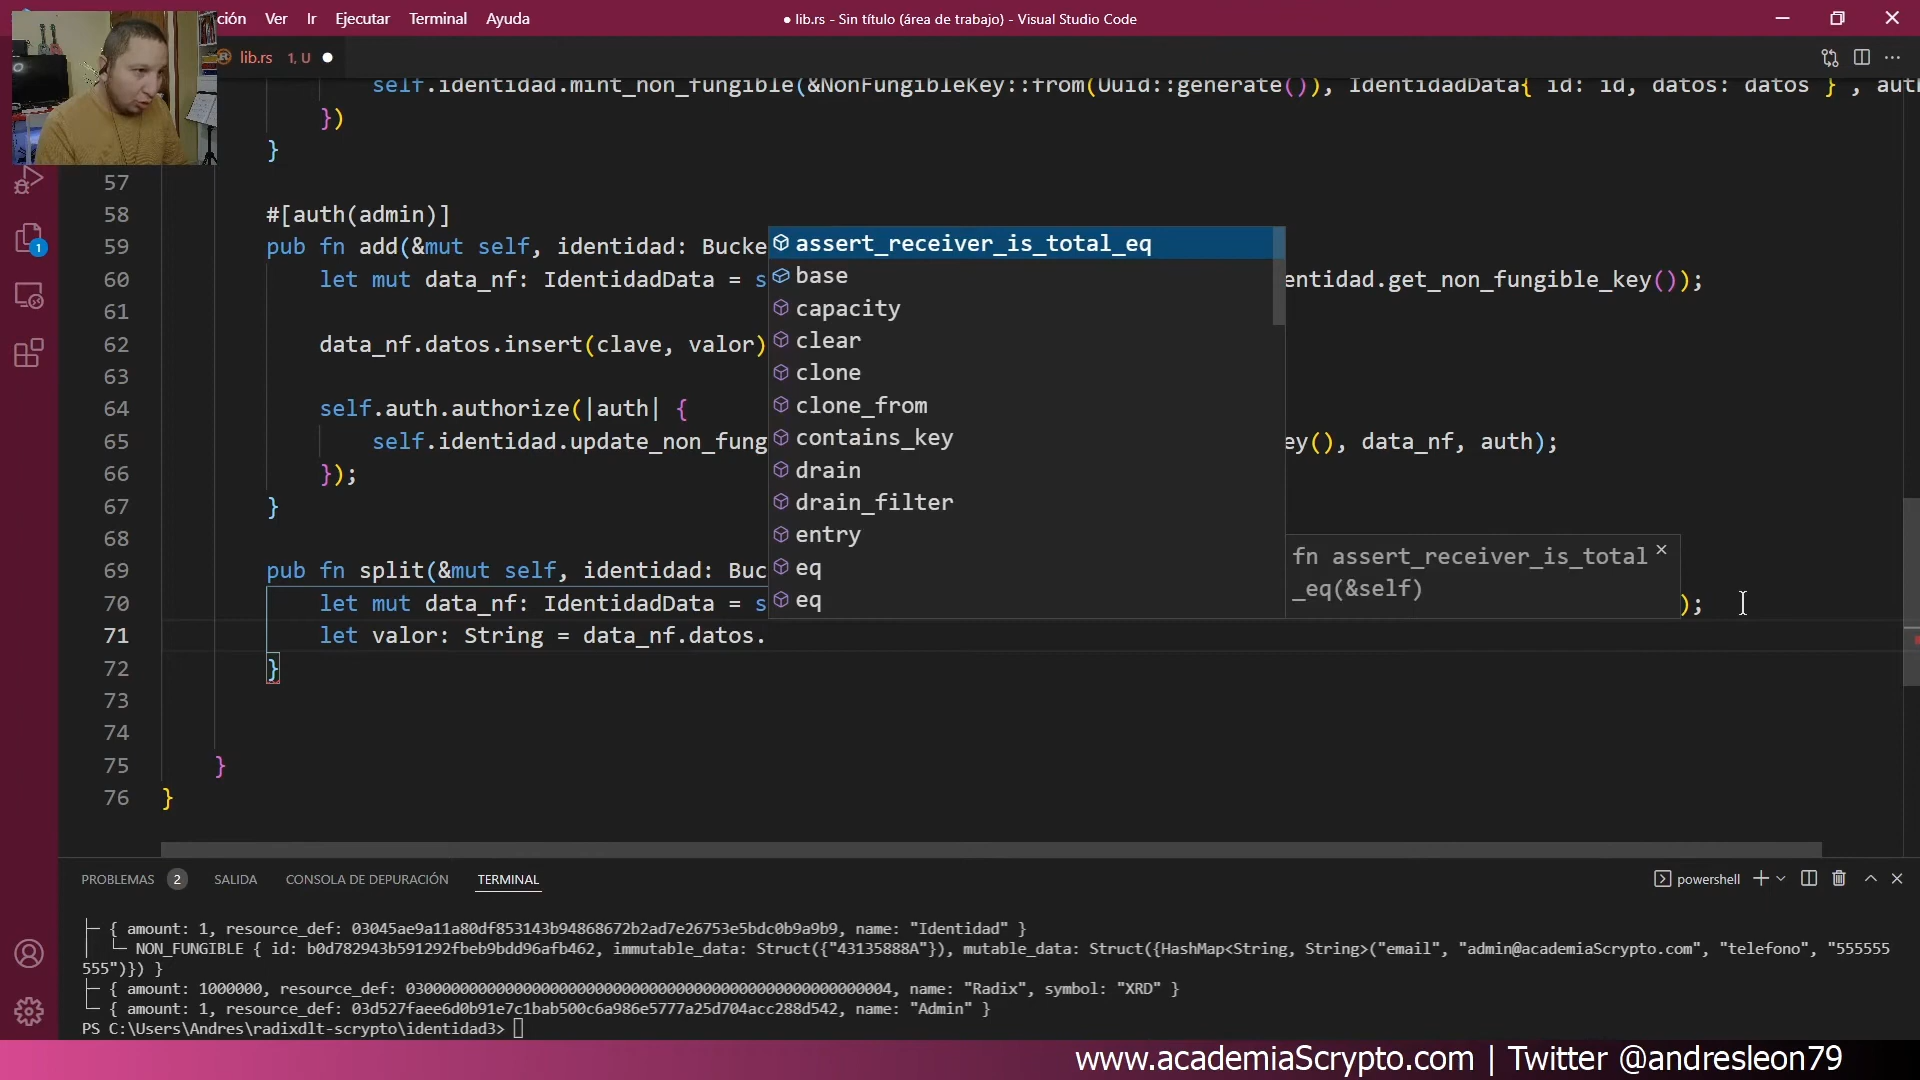 ción Ver Ir Ejecutar Terminal Ayuda
● lib.rs - Sin título (área de trabajo) - Visual Studio Code
lib.rs 1, U ●
self.identidad.mint_non_fungible(&NonFungibleKey::from(Uuid::generate()), IdentidadData{ id: id, datos: datos } , aut
})
}
57
58 #[auth(admin)]
59 pub fn add(&mut self, identidad: Bucke
60 let mut data_nf: IdentidadData = s entidad.get_non_fungible_key());
61
62 data_nf.datos.insert(clave, valor)
63
64 self.auth.authorize(|auth| {
65 self.identidad.update_non_fung ey(), data_nf, auth);
66 });
67 }
68
69 pub fn split(&mut self, identidad: Buc
70 let mut data_nf: IdentidadData = s );
71 let valor: String = data_nf.datos.
72 }
73
74
75 }
76 }
assert_receiver_is_total_eq
base
capacity
clear
clone
clone_from
contains_key
drain
drain_filter
entry
eq
eq
fn assert_receiver_is_total
_eq(&self)
1
PROBLEMAS 2 SALIDA CONSOLA DE DEPURACIÓN TERMINAL
powershell
├─ { amount: 1, resource_def: 03045ae9a11a80df853143b94868672b2ad7e26753e5bdc0b9a9b9, name: "Identidad" }
│ └─ NON_FUNGIBLE { id: b0d782943b591292fbeb9bdd96afb462, immutable_data: Struct({"43135888A"}), mutable_data: Struct({HashMap<String, String>("email", "admin@academiaScrypto.com", "telefono", "555555
555")}) }
├─ { amount: 1000000, resource_def: 030000000000000000000000000000000000000000000000000004, name: "Radix", symbol: "XRD" }
└─ { amount: 1, resource_def: 03d527faee6d0b91e7c1bab500c6a986e5777a25d704acc288d542, name: "Admin" }
PS C:\Users\Andres\radixdlt-scrypto\identidad3>
www.academiaScrypto.com | Twitter @andresleon79